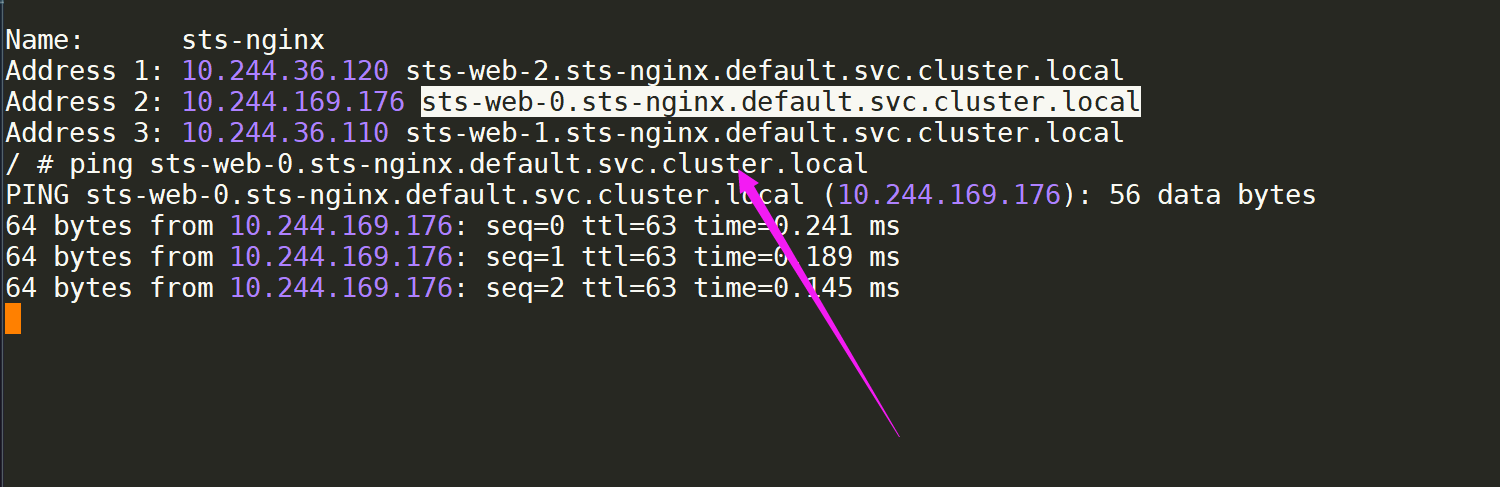 Name:      sts-nginx
Address 1: 10.244.36.120 sts-web-2.sts-nginx.default.svc.cluster.local
Address 2: 10.244.169.176 sts-web-0.sts-nginx.default.svc.cluster.local
Address 3: 10.244.36.110 sts-web-1.sts-nginx.default.svc.cluster.local
/ # ping sts-web-0.sts-nginx.default.svc.cluster.local
PING sts-web-0.sts-nginx.default.svc.cluster.local (10.244.169.176): 56 data bytes
64 bytes from 10.244.169.176: seq=0 ttl=63 time=0.241 ms
64 bytes from 10.244.169.176: seq=1 ttl=63 time=0.189 ms
64 bytes from 10.244.169.176: seq=2 ttl=63 time=0.145 ms